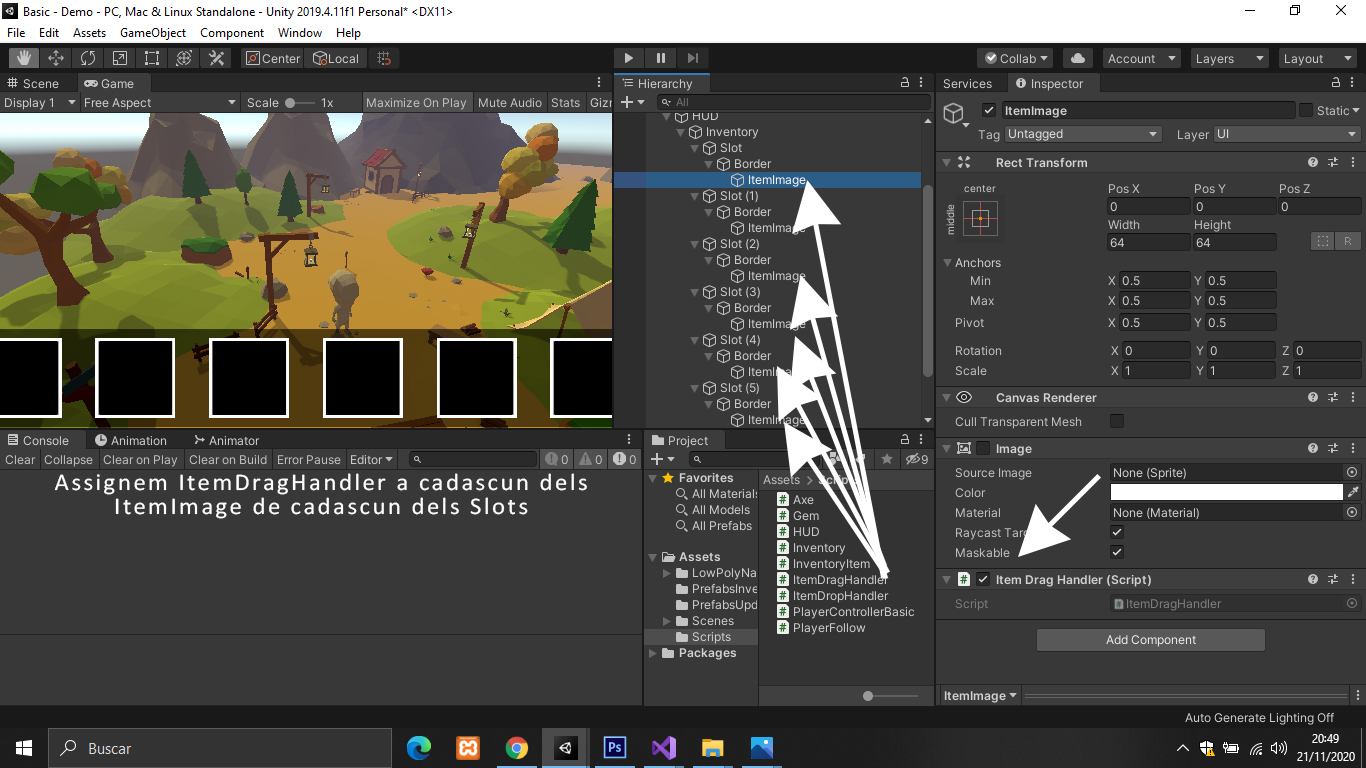 Basic - Demo - PC, Mac & Linux Standalone - Unity 2019.4.11f1 Personal* <DX11>
File Edit Assets GameObject Component Window Help
Center Local
Collab Account Layers Layout
Scene Game
Display 1 Free Aspect Scale 1x Maximize On Play Mute Audio Stats
Hierarchy
All
HUD
Inventory
Slot
Border
ItemImage
Slot (1)
Border
ItemImage
Slot (2)
Border
ItemImage
Slot (3)
Border
ItemImage
Slot (4)
Border
Slot (5)
Border
ItemImage
Services Inspector
ItemImage Static
Tag Untagged Layer UI
Rect Transform
center
middle
Pos X Pos Y Pos Z
0 0 0
Width Height
64 64
R
Anchors
Min X 0.5 Y 0.5
Max X 0.5 Y 0.5
Pivot X 0.5 Y 0.5
Rotation X 0 Y 0 Z 0
Scale X 1 Y 1 Z 1
Canvas Renderer
Cull Transparent Mesh
Image
Source Image None (Sprite)
Color
Material None (Material)
Raycast
Maskable
Item Drag Handler (Script)
Script ItemDragHandler
Add Component
ItemImage
Console Animation Animator
Clear Collapse Clear on Play Clear on Build Error Pause Editor
0 0 0
Assignem ItemDragHandler a cadascun dels
ItemImage de cadascun dels Slots
Project
9
Favorites
All Materials
All Models
All Prefabs
Assets
LowPolyNa
PrefabsInve
PrefabsUpd
Scenes
Scripts
Packages
Assets
Axe
Gem
HUD
Inventory
InventoryItem
ItemDragHandler
ItemDropHandler
PlayerControllerBasic
PlayerFollow
Auto Generate Lighting Off
Buscar
Ps
20:49
21/11/2020